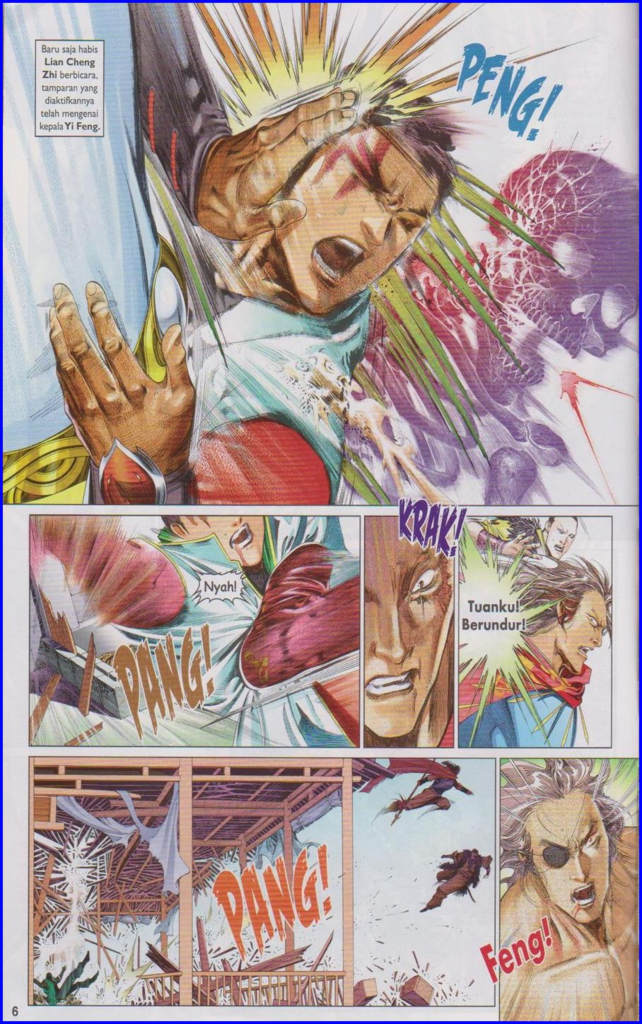 Baru saja habis
Lian Cheng
Zhi berbicara,
tamparan yang
diaktifkannya
telah mengenai
kepala Yi Feng.
PENG!
Nyah!
PANG!
KRAK!
Tuanku!
Berundur!
PANG!
Feng!
6